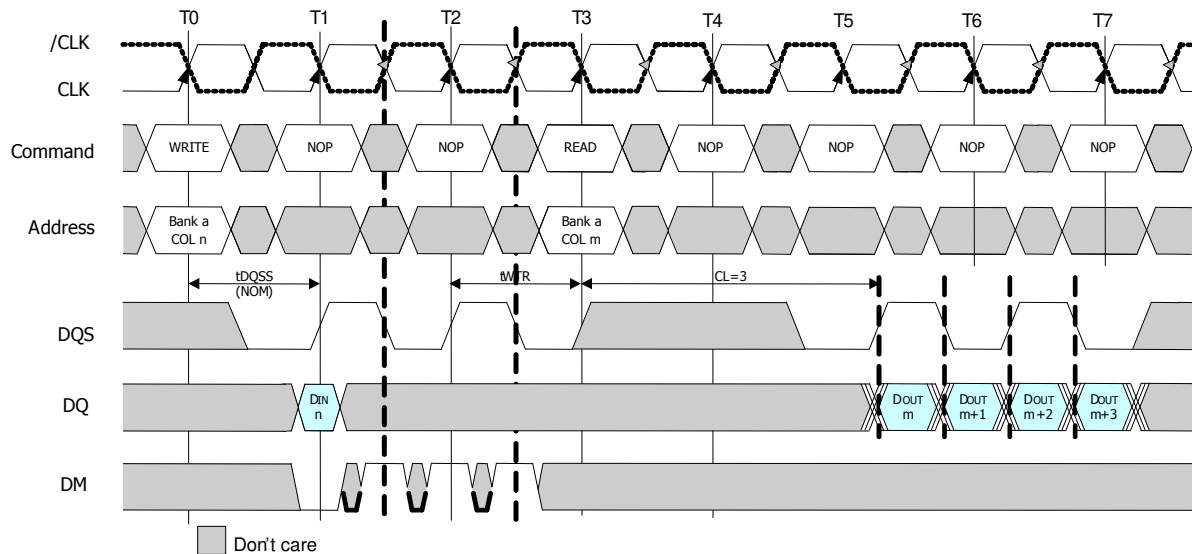 T0 T1 T2 T3 T4 T5 T6 T7
/CLK
CLK
Command WRITE NOP NOP READ NOP NOP NOP NOP
Address Bank a COL n Bank a COL m
tDQSS (NOM) tWTR CL=3
DQS
DQ DIN n DOUT m DOUT m+1 DOUT m+2 DOUT m+3
DM
Don't care